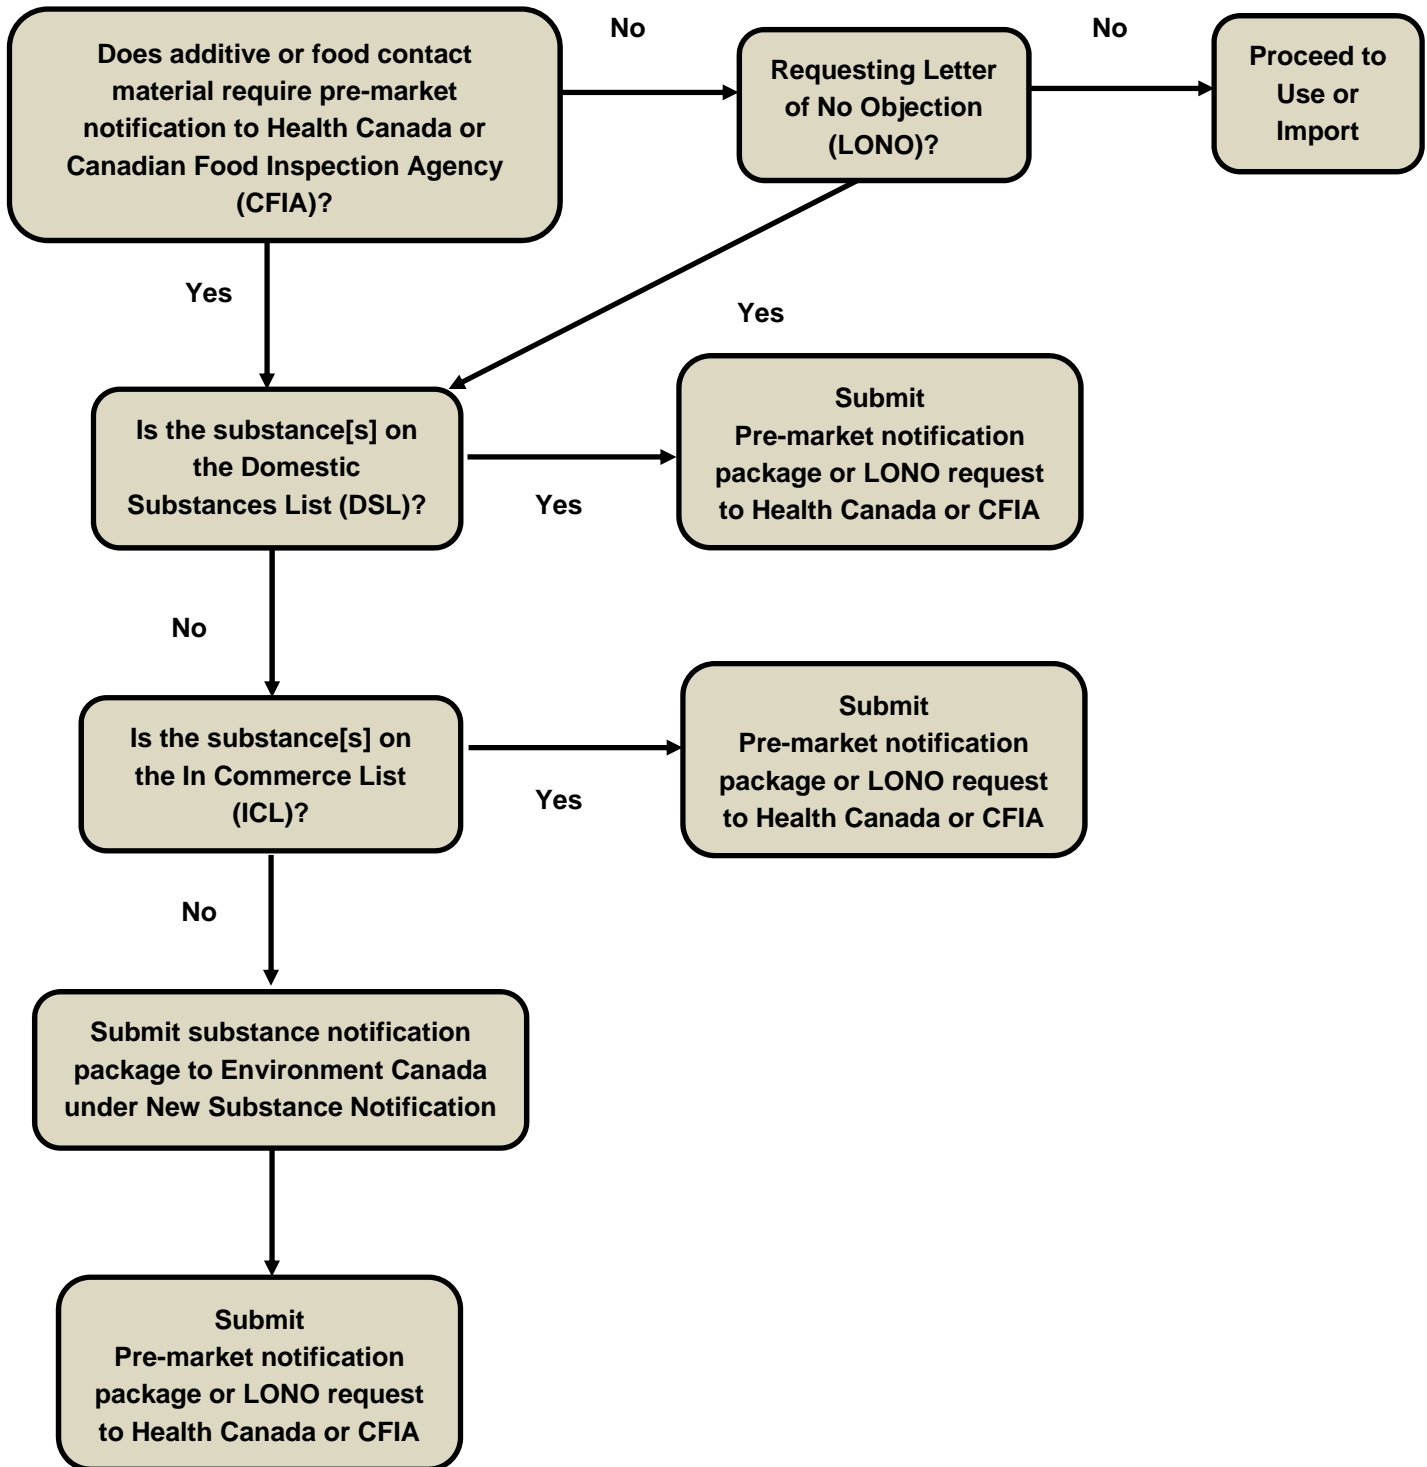 Does additive or food contact
material require pre-market
notification to Health Canada or
Canadian Food Inspection Agency
(CFIA)?
No
Requesting Letter
of No Objection
(LONO)?
No
Proceed to
Use or
Import
Yes
Yes
Is the substance[s] on
the Domestic
Substances List (DSL)?
Yes
Submit
Pre-market notification
package or LONO request
to Health Canada or CFIA
No
Is the substance[s] on
the In Commerce List
(ICL)?
Yes
Submit
Pre-market notification
package or LONO request
to Health Canada or CFIA
No
Submit substance notification
package to Environment Canada
under New Substance Notification
Submit
Pre-market notification
package or LONO request
to Health Canada or CFIA